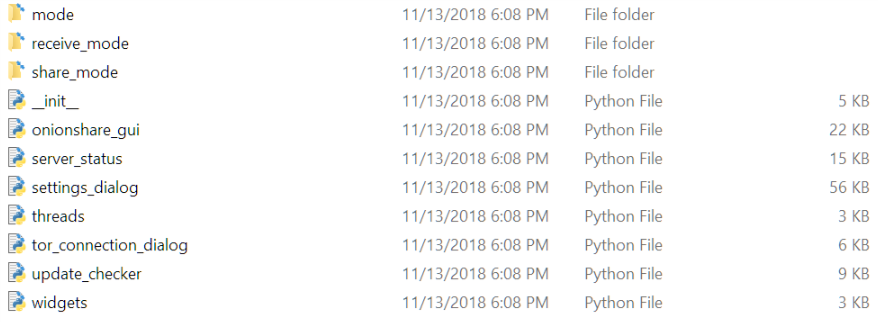 mode 11/13/2018 6:08 PM File folder
receive_mode 11/13/2018 6:08 PM File folder
share_mode 11/13/2018 6:08 PM File folder
__init__ 11/13/2018 6:08 PM Python File 5 KB
onionshare_gui 11/13/2018 6:08 PM Python File 22 KB
server_status 11/13/2018 6:08 PM Python File 15 KB
settings_dialog 11/13/2018 6:08 PM Python File 56 KB
threads 11/13/2018 6:08 PM Python File 3 KB
tor_connection_dialog 11/13/2018 6:08 PM Python File 6 KB
update_checker 11/13/2018 6:08 PM Python File 9 KB
widgets 11/13/2018 6:08 PM Python File 3 KB